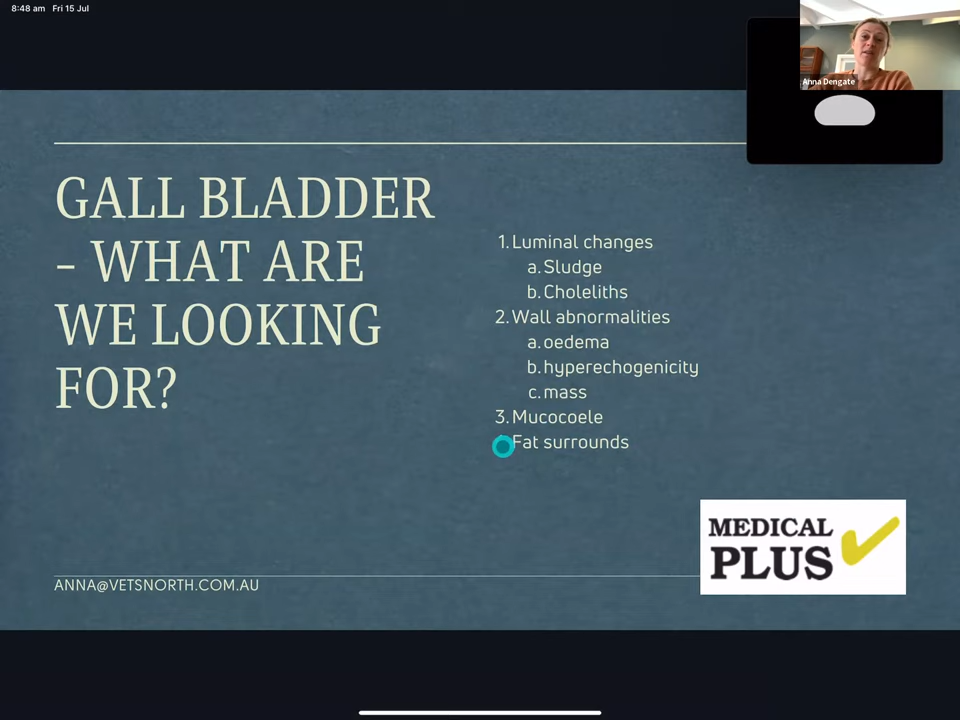 8:48 am Fri 15 Jul
Anna Dengate
GALL BLADDER
– WHAT ARE
WE LOOKING
FOR?
1. Luminal changes
a. Sludge
b. Choleliths
2. Wall abnormalities
a. oedema
b. hyperechogenicity
c. mass
3. Mucocoele
Fat surrounds
MEDICAL
PLUS
ANNA@VETSNORTH.COM.AU